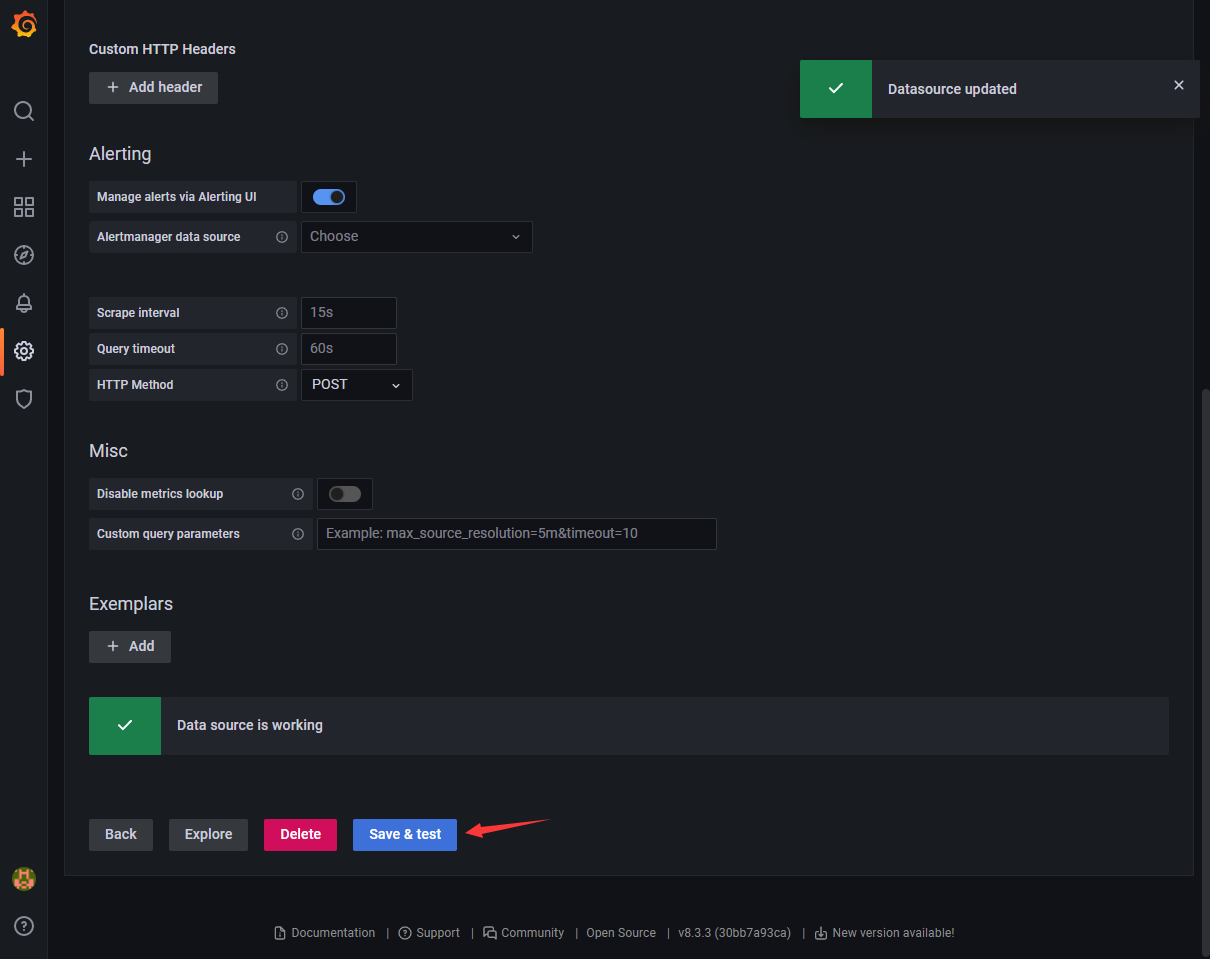 Custom HTTP Headers
Add header
Datasource updated
Alerting
Manage alerts via Alerting UI
Alertmanager data source
Choose
Scrape interval
15s
Query timeout
60s
HTTP Method
POST
Misc
Disable metrics lookup
Custom query parameters
Example: max_source_resolution=5m&timeout=10
Exemplars
Add
Data source is working
Back
Explore
Delete
Save & test
Documentation | Support | Community | Open Source | v8.3.3 (30bb7a93ca) | New version available!